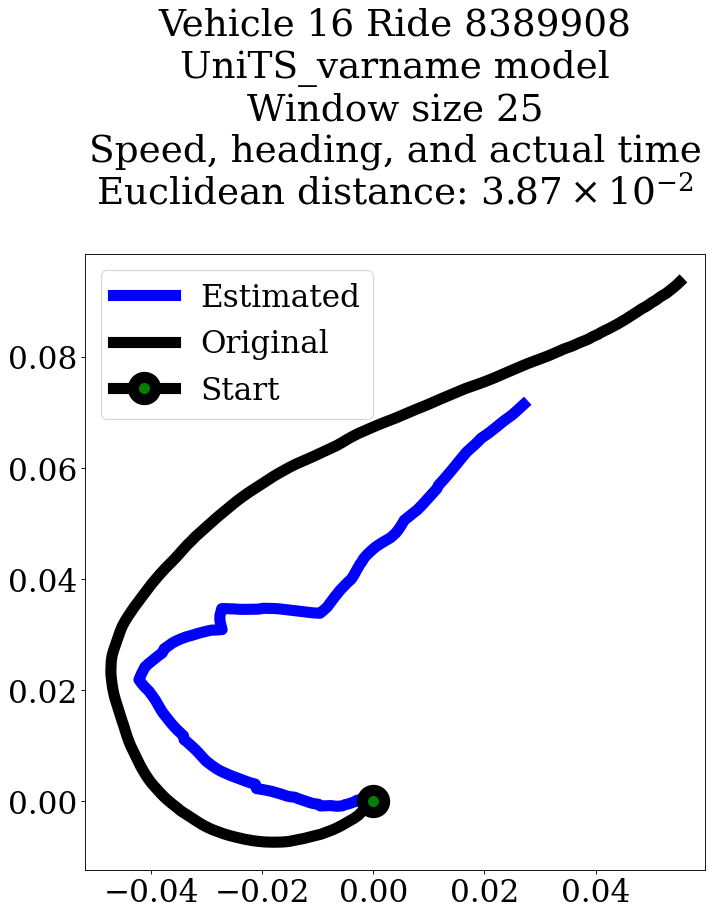 Vehicle 16 Ride 8389908
UniTS_varname model
Window size 25
Speed, heading, and actual time
Euclidean distance: 3.87 × 10⁻²
Estimated
Original
Start
0.08
0.06
0.04
0.02
0.00
−0.04 −0.02 0.00 0.02 0.04